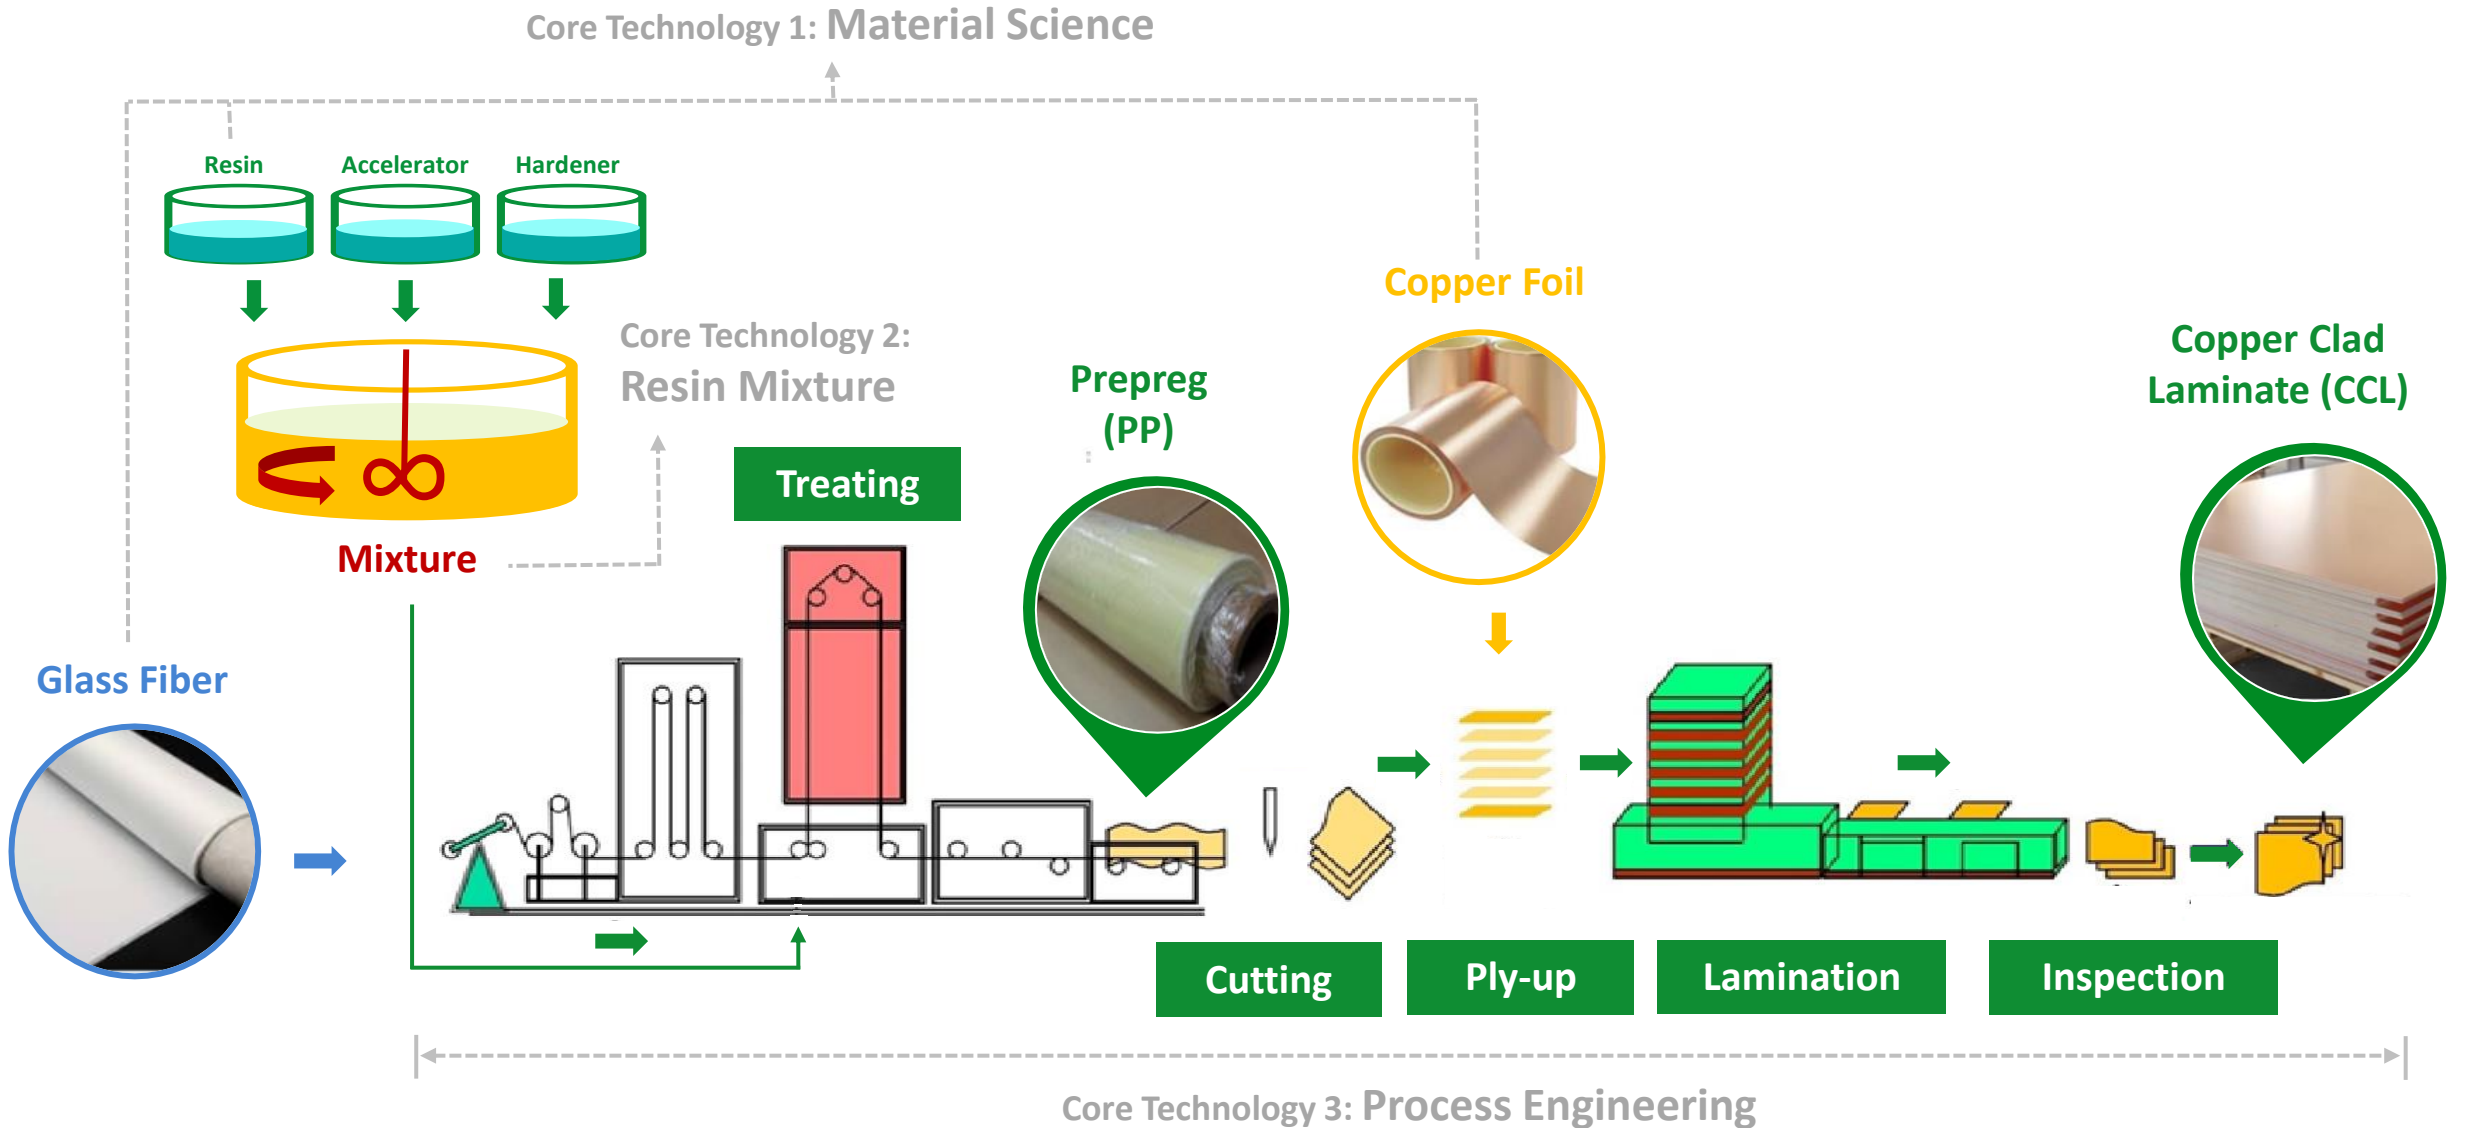 Core Technology 1: Material Science
Resin
Accelerator
Hardener
Core Technology 2:
Resin Mixture
Mixture
Glass Fiber
Treating
Prepreg
(PP)
Copper Foil
Copper Clad
Laminate (CCL)
Cutting
Ply-up
Lamination
Inspection
Core Technology 3: Process Engineering